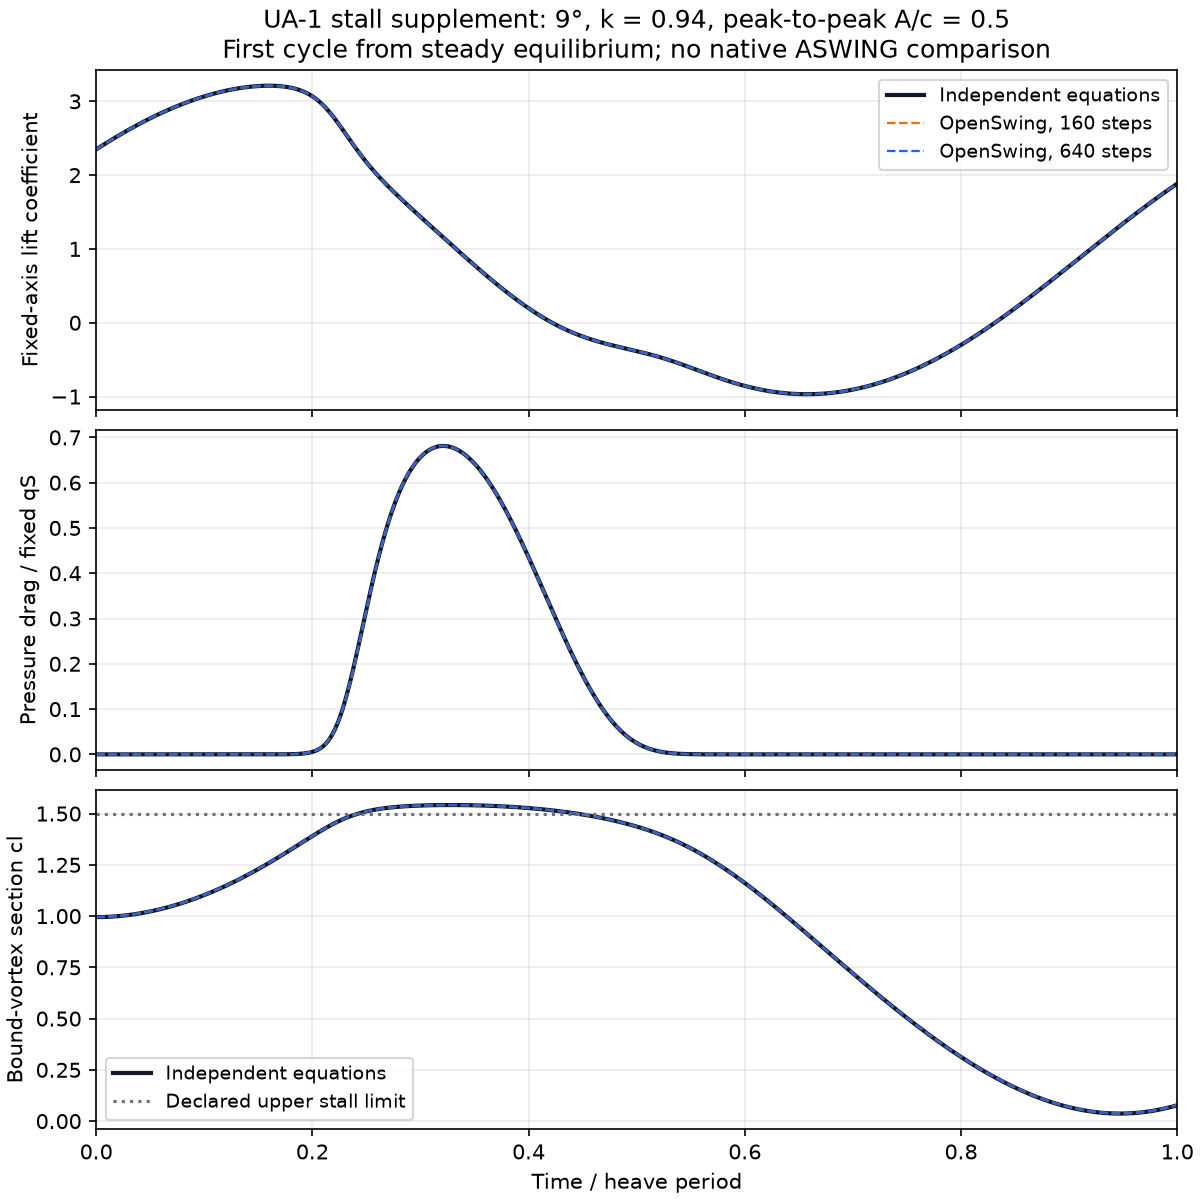 UA-1 stall supplement: 9°, k = 0.94, peak-to-peak A/c = 0.5
First cycle from steady equilibrium; no native ASWING comparison
Fixed-axis lift coefficient
3
2
1
0
−1
Independent equations
OpenSwing, 160 steps
OpenSwing, 640 steps
Pressure drag / fixed qS
0.7
0.6
0.5
0.4
0.3
0.2
0.1
0.0
Bound-vortex section cl
1.50
1.25
1.00
0.75
0.50
0.25
0.00
Independent equations
Declared upper stall limit
0.0 0.2 0.4 0.6 0.8 1.0
Time / heave period